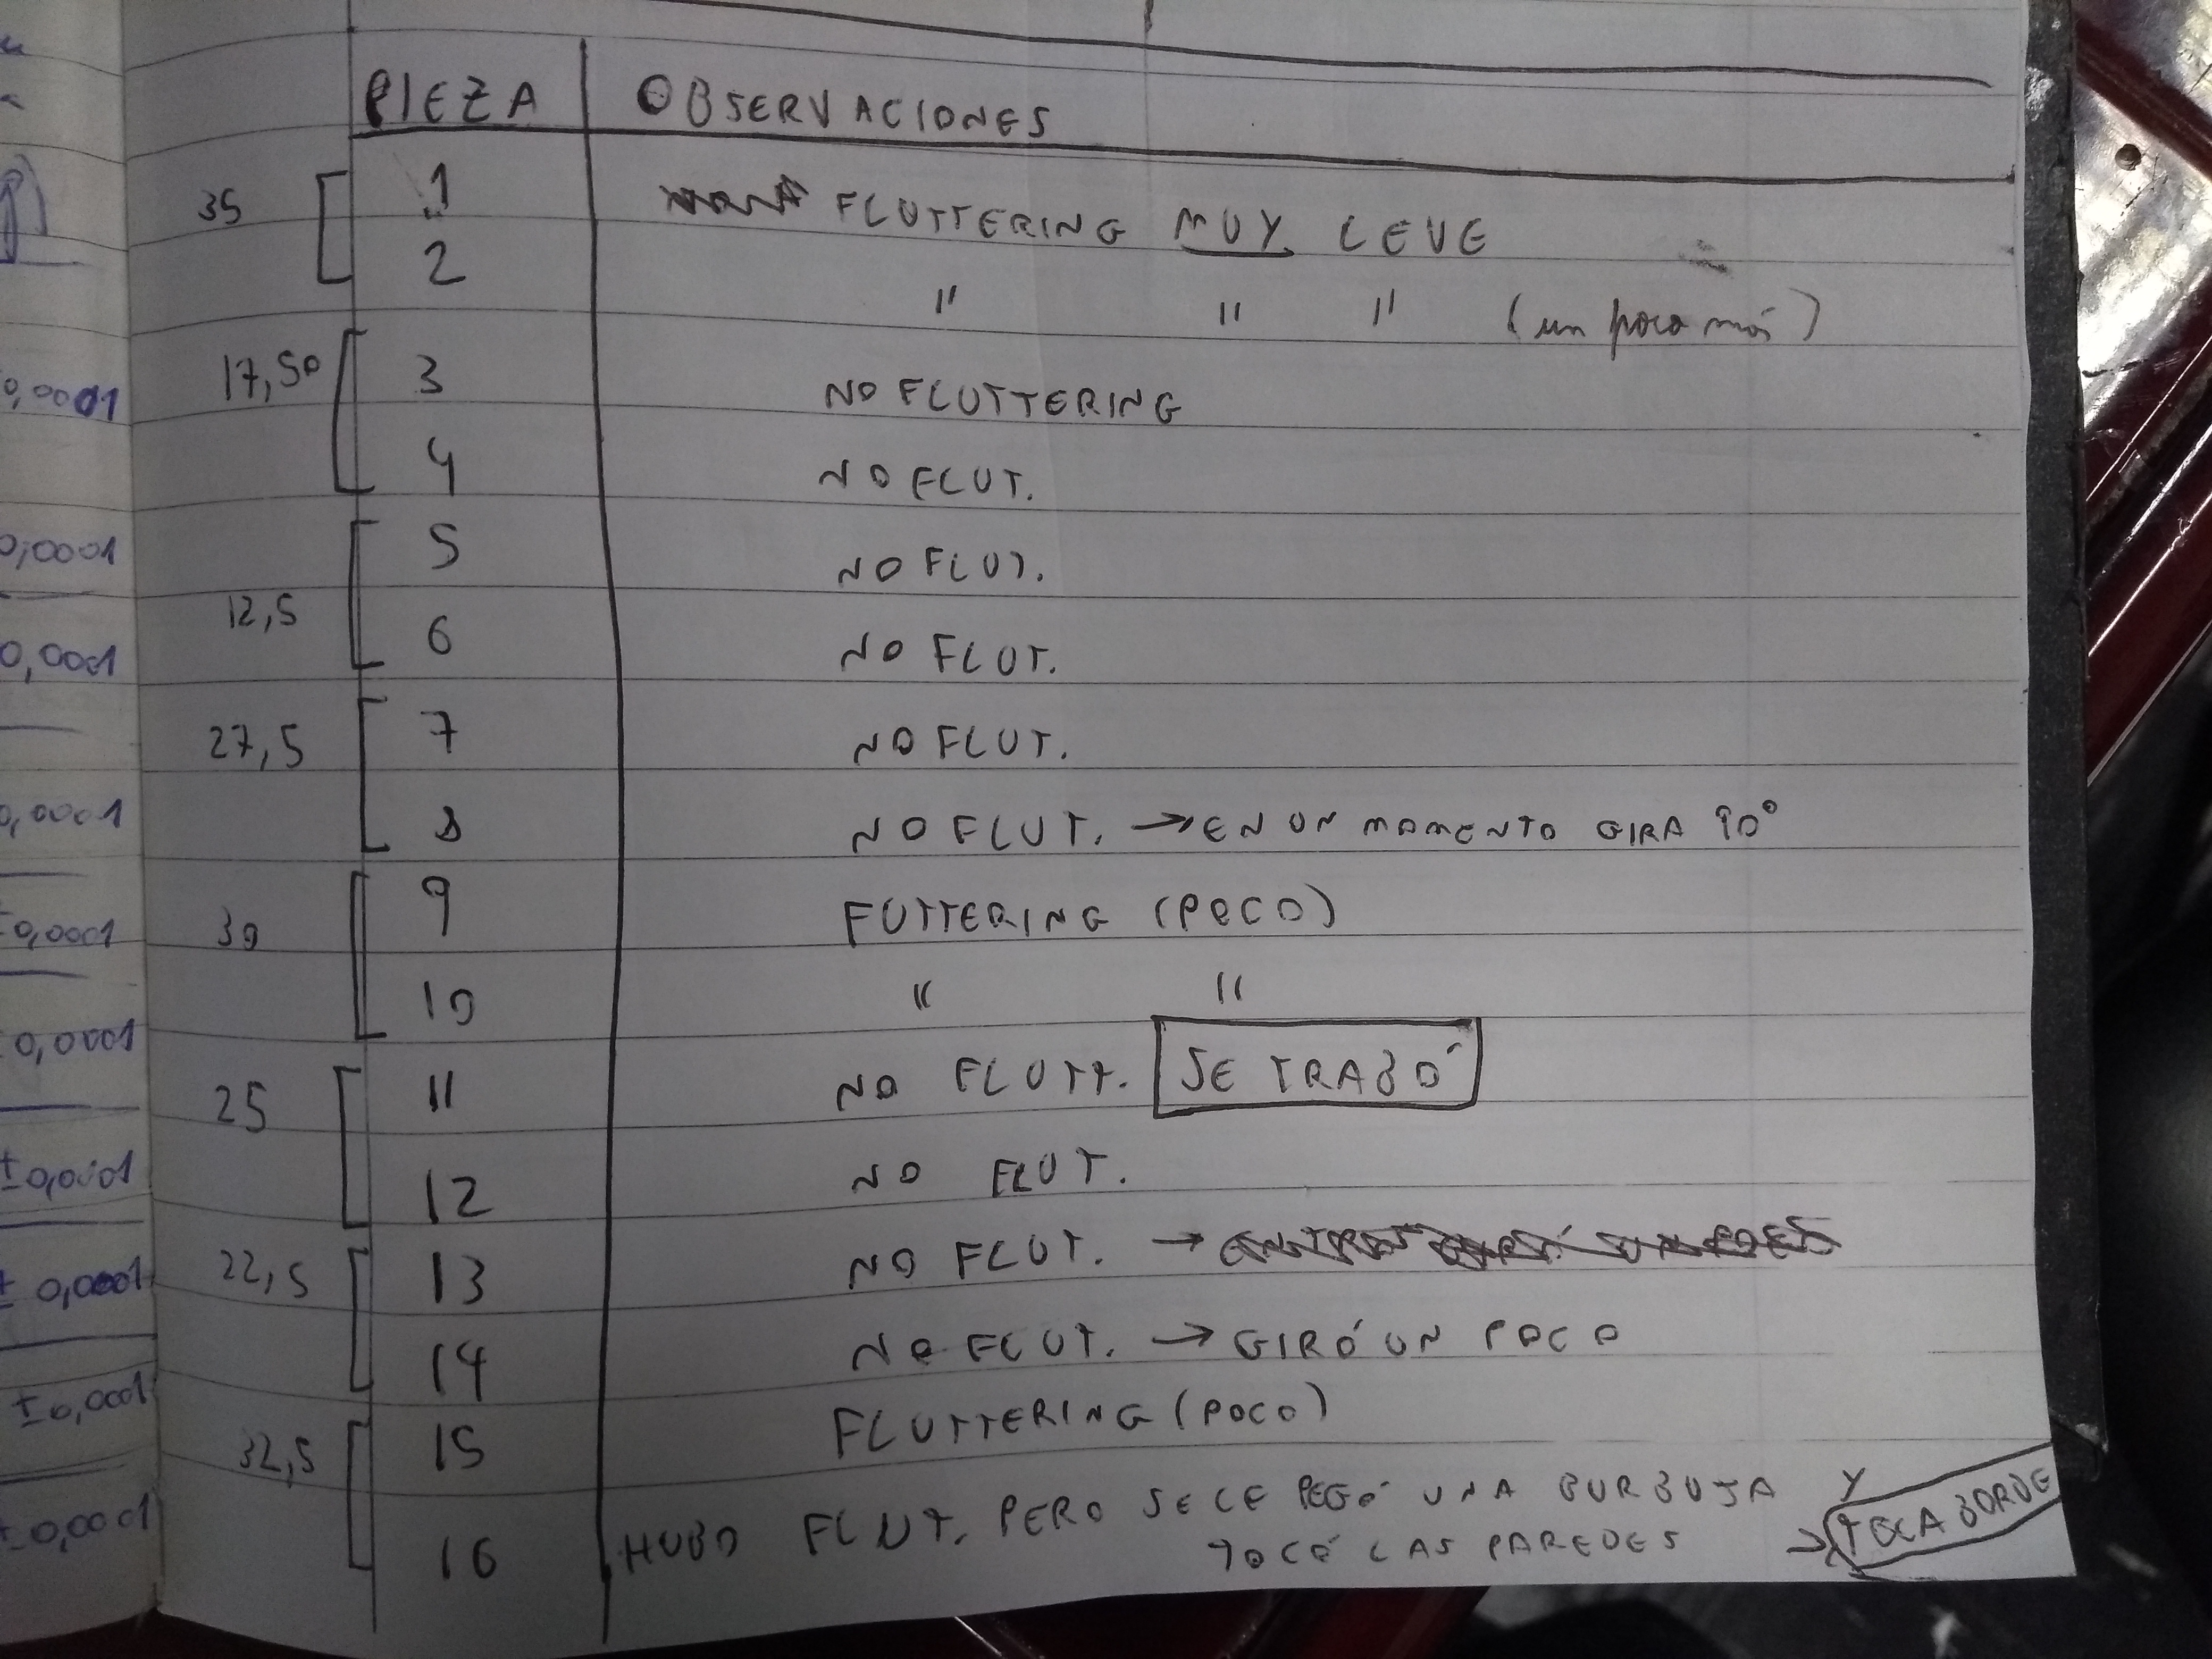 PIEZA OBSERVACIONES
35 1 FLUTTERING MUY LEVE
2 " " " (un poco más)
17,50 3 NO FLUTTERING
4 NO FLUT.
5 NO FLUT.
12,5 6 NO FLUT.
27,5 7 NO FLUT.
8 NO FLUT. → EN UN MOMENTO GIRA 90°
30 9 FUTTERING (POCO)
10 " "
25 11 NO FLUTT. SE TRABÓ
12 NO FLUT.
22,5 13 NO FLUT. →
14 NO FLUT. → GIRÓ UN POCO
32,5 15 FLUTTERING (POCO)
16 HUBO FLUT. PERO SE LE PEGÓ UNA BURBUJA Y
TOCÓ LAS PAREDES → TOCA BORDE
0,0001
0,0001
0,0001
0,0001
0,0001
0,0001
±0,0001
± 0,0001
±0,0001
±0,0001